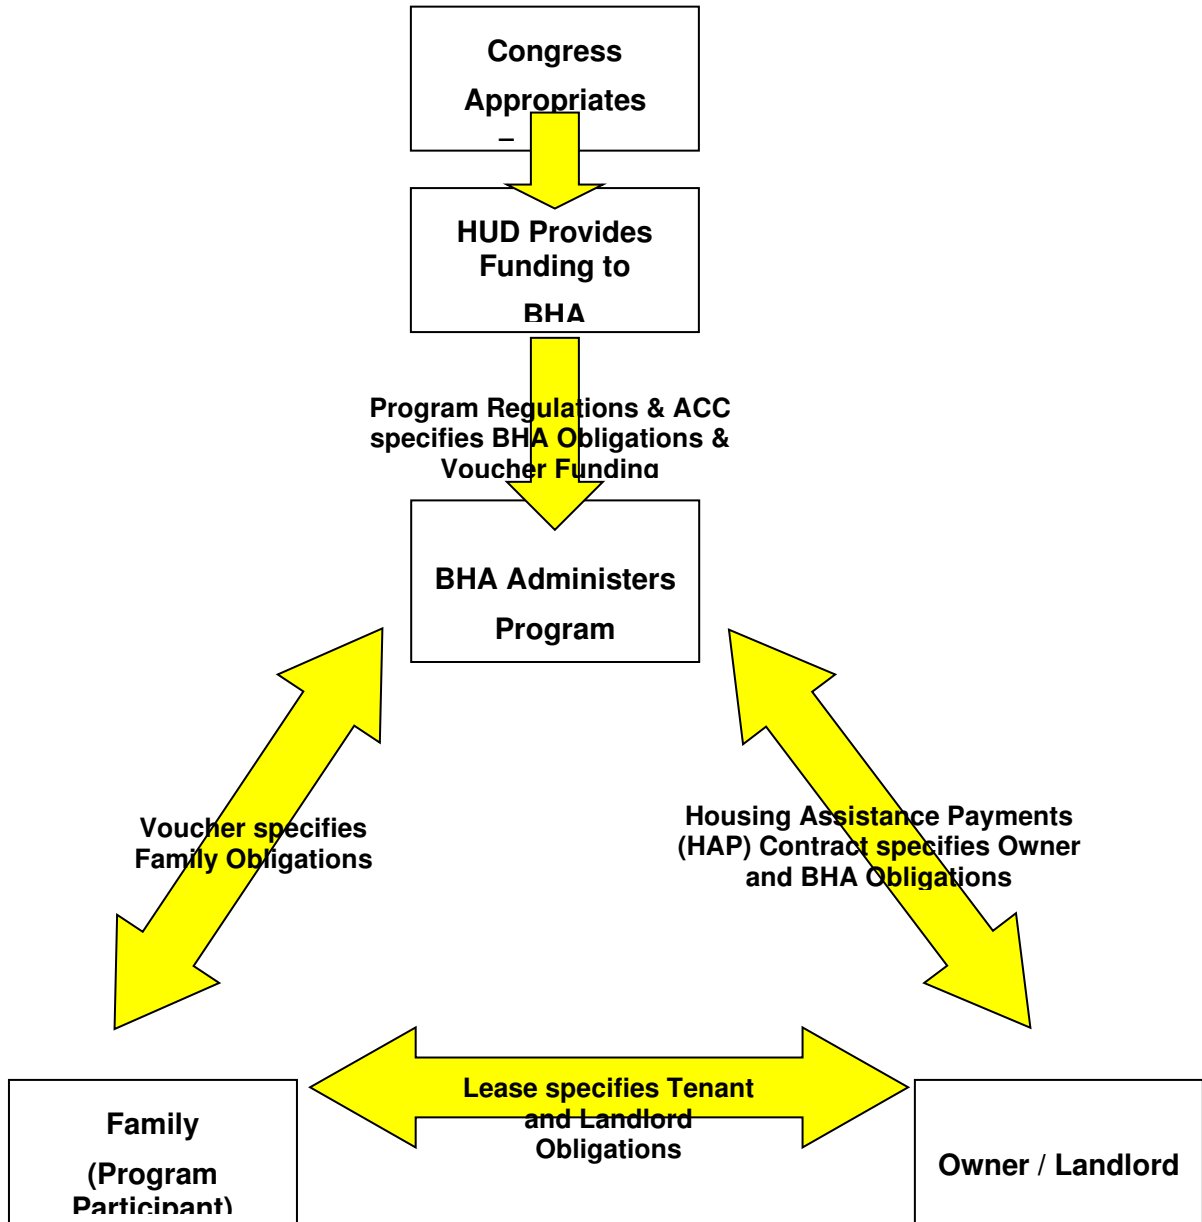 Congress
Appropriates
–
HUD Provides
Funding to
BHA
Program Regulations & ACC
specifies BHA Obligations &
Voucher Funding
BHA Administers
Program
Voucher specifies
Family Obligations
Housing Assistance Payments
(HAP) Contract specifies Owner
and BHA Obligations
Lease specifies Tenant
and Landlord
Obligations
Family
(Program
Participant)
Owner / Landlord